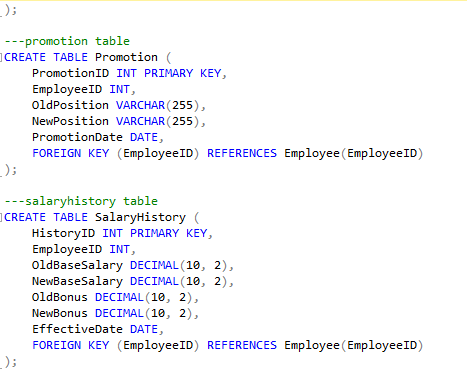 );
---promotion table
CREATE TABLE Promotion (
    PromotionID INT PRIMARY KEY,
    EmployeeID INT,
    OldPosition VARCHAR(255),
    NewPosition VARCHAR(255),
    PromotionDate DATE,
    FOREIGN KEY (EmployeeID) REFERENCES Employee(EmployeeID)
);
---salaryhistory table
CREATE TABLE SalaryHistory (
    HistoryID INT PRIMARY KEY,
    EmployeeID INT,
    OldBaseSalary DECIMAL(10, 2),
    NewBaseSalary DECIMAL(10, 2),
    OldBonus DECIMAL(10, 2),
    NewBonus DECIMAL(10, 2),
    EffectiveDate DATE,
    FOREIGN KEY (EmployeeID) REFERENCES Employee(EmployeeID)
);